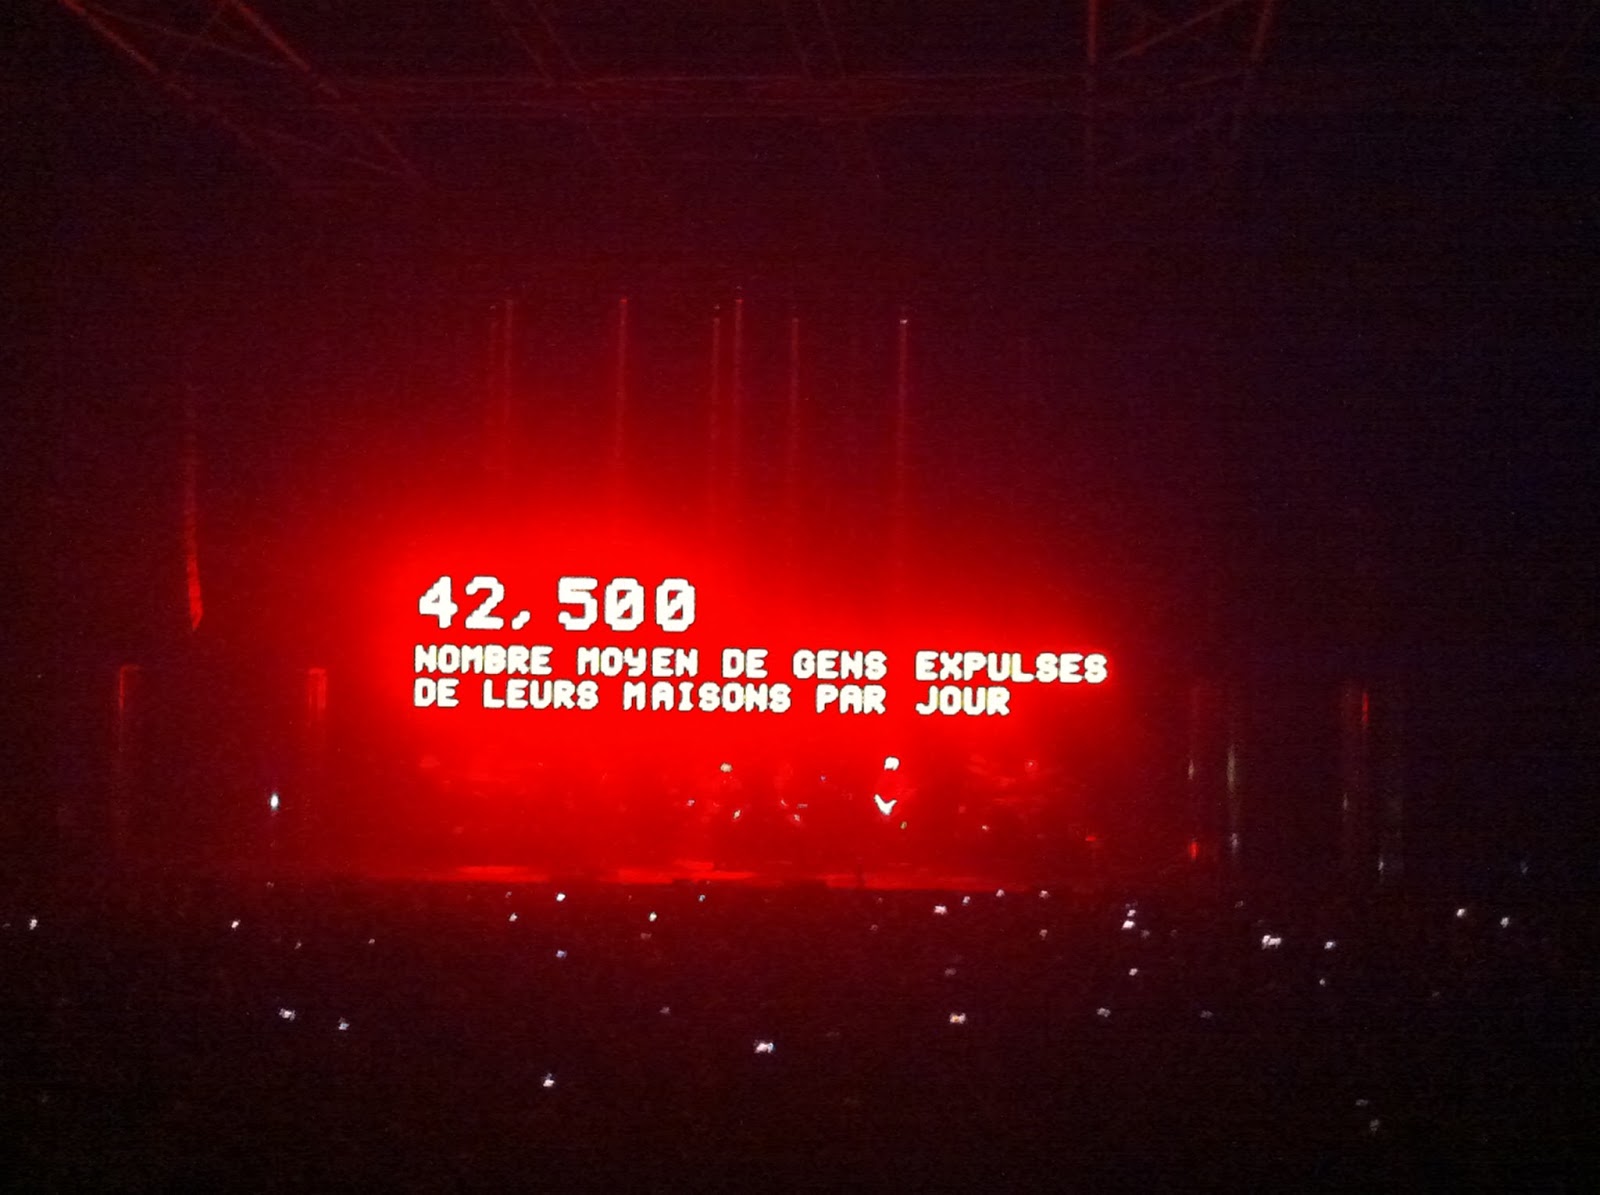 42,500
NOMBRE MOYEN DE GENS EXPULSES
DE LEURS MAISONS PAR JOUR